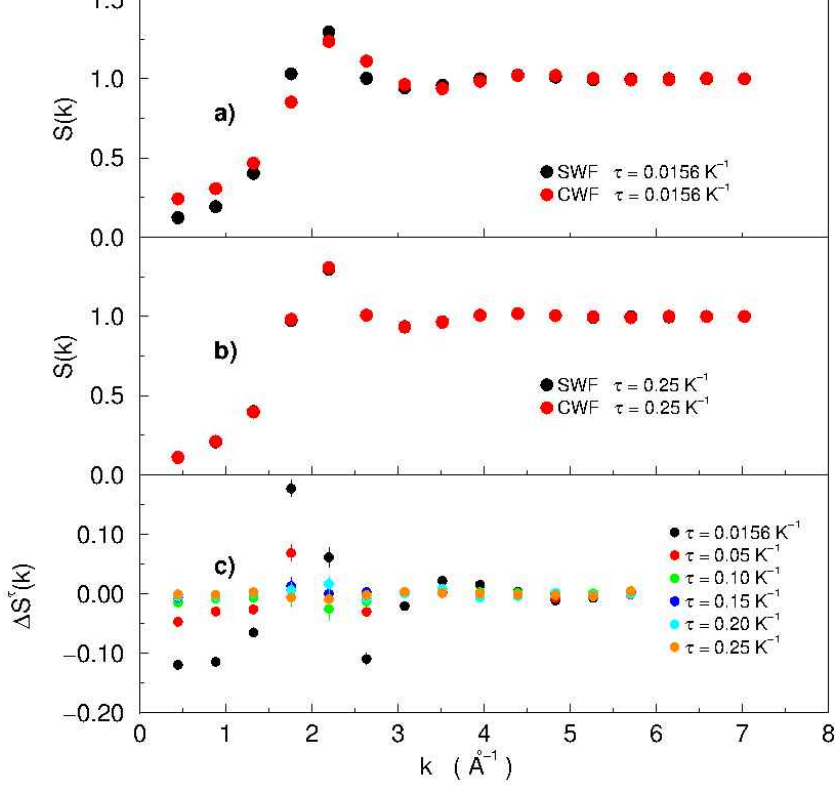 1.5
1.0
0.5
0.0
S(k)
a)
SWF τ = 0.0156 K⁻¹
CWF τ = 0.0156 K⁻¹
1.0
0.5
0.0
S(k)
b)
SWF τ = 0.25 K⁻¹
CWF τ = 0.25 K⁻¹
0.10
0.00
−0.10
−0.20
ΔSᵀ(k)
c)
τ = 0.0156 K⁻¹
τ = 0.05 K⁻¹
τ = 0.10 K⁻¹
τ = 0.15 K⁻¹
τ = 0.20 K⁻¹
τ = 0.25 K⁻¹
0 1 2 3 4 5 6 7 8
k (Å⁻¹)